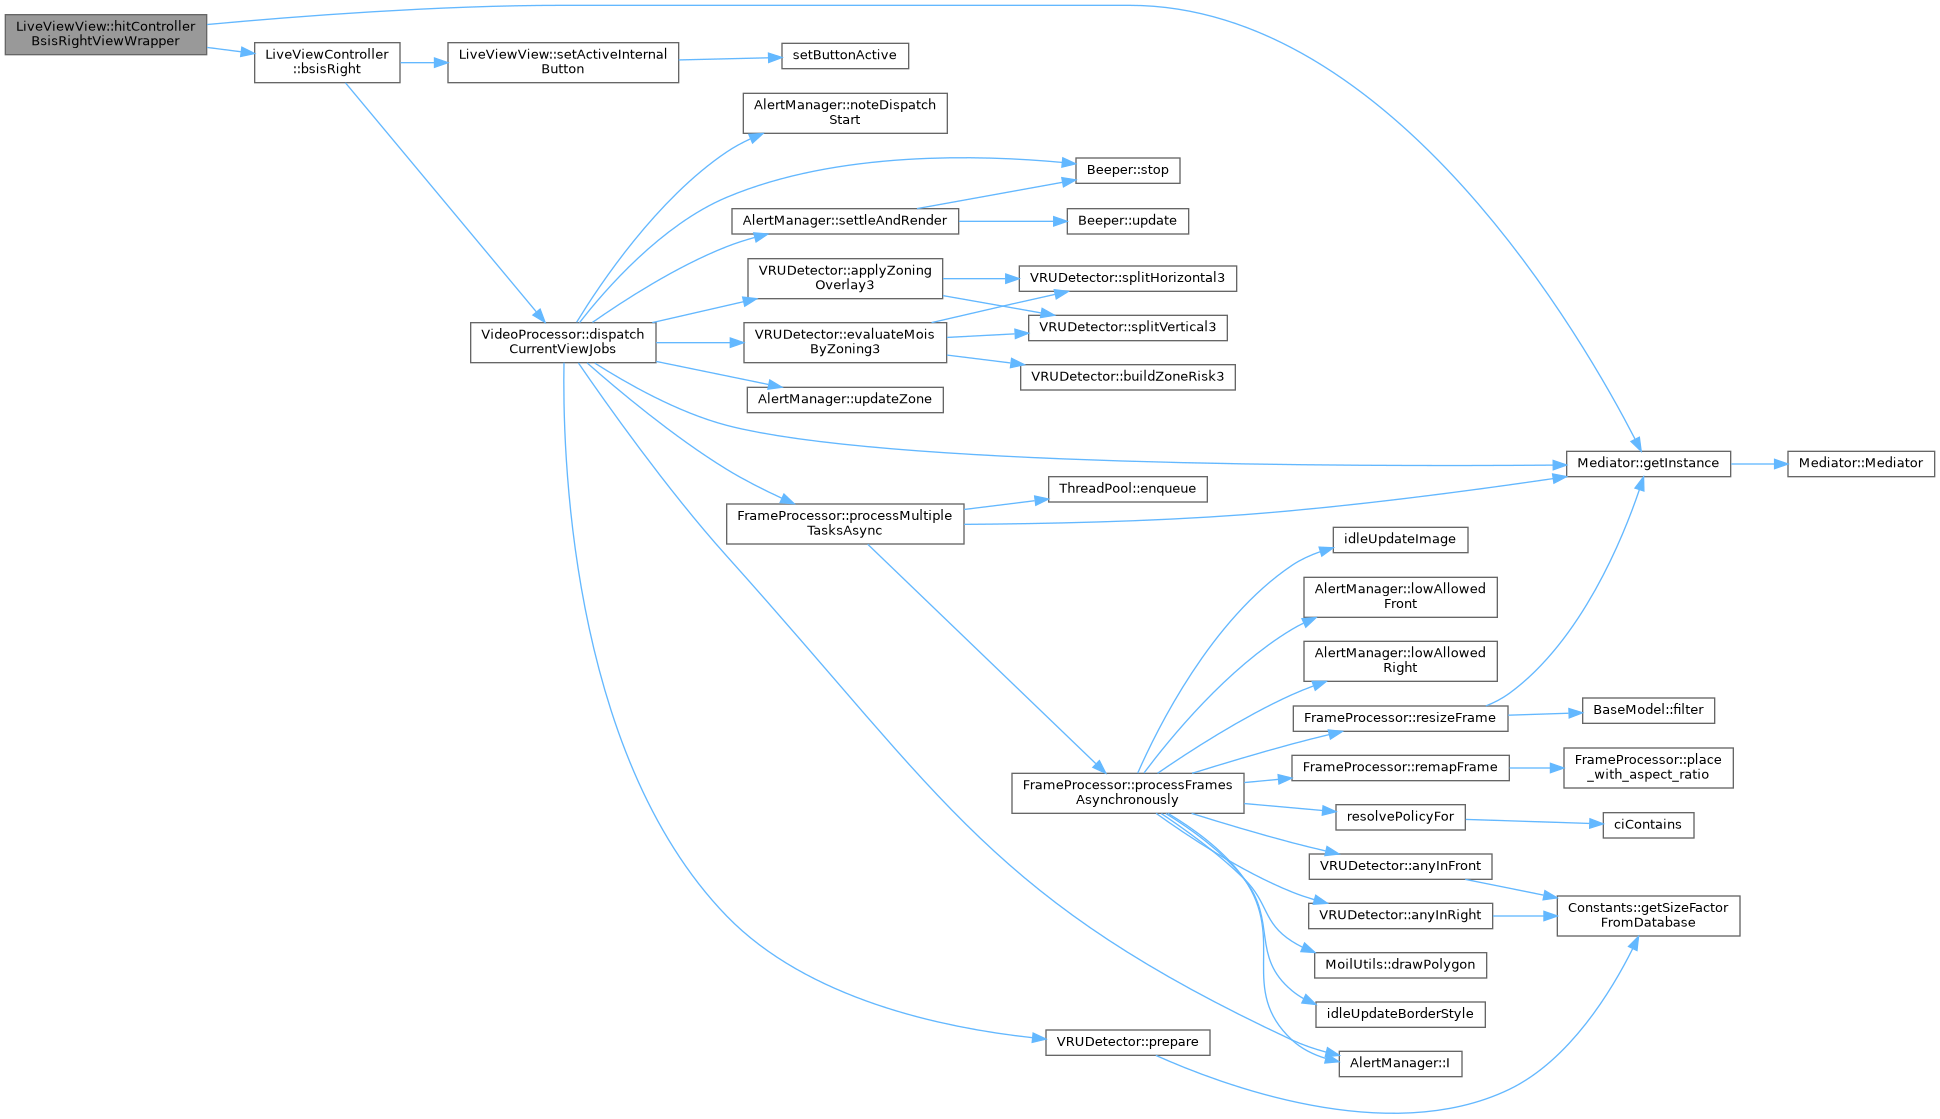 LiveViewView::hitController
BsisRightViewWrapper
LiveViewController
::bsisRight
LiveViewView::setActiveInternal
Button
setButtonActive
AlertManager::noteDispatch
Start
Beeper::stop
AlertManager::settleAndRender
Beeper::update
VRUDetector::applyZoning
Overlay3
VRUDetector::splitHorizontal3
VideoProcessor::dispatch
CurrentViewJobs
VRUDetector::evaluateMois
ByZoning3
VRUDetector::splitVertical3
VRUDetector::buildZoneRisk3
AlertManager::updateZone
Mediator::getInstance
Mediator::Mediator
FrameProcessor::processMultiple
TasksAsync
ThreadPool::enqueue
idleUpdateImage
AlertManager::lowAllowed
Front
AlertManager::lowAllowed
Right
FrameProcessor::resizeFrame
BaseModel::filter
FrameProcessor::remapFrame
FrameProcessor::place
_with_aspect_ratio
FrameProcessor::processFrames
Asynchronously
resolvePolicyFor
ciContains
VRUDetector::anyInFront
VRUDetector::anyInRight
Constants::getSizeFactor
FromDatabase
MoilUtils::drawPolygon
idleUpdateBorderStyle
VRUDetector::prepare
AlertManager::I